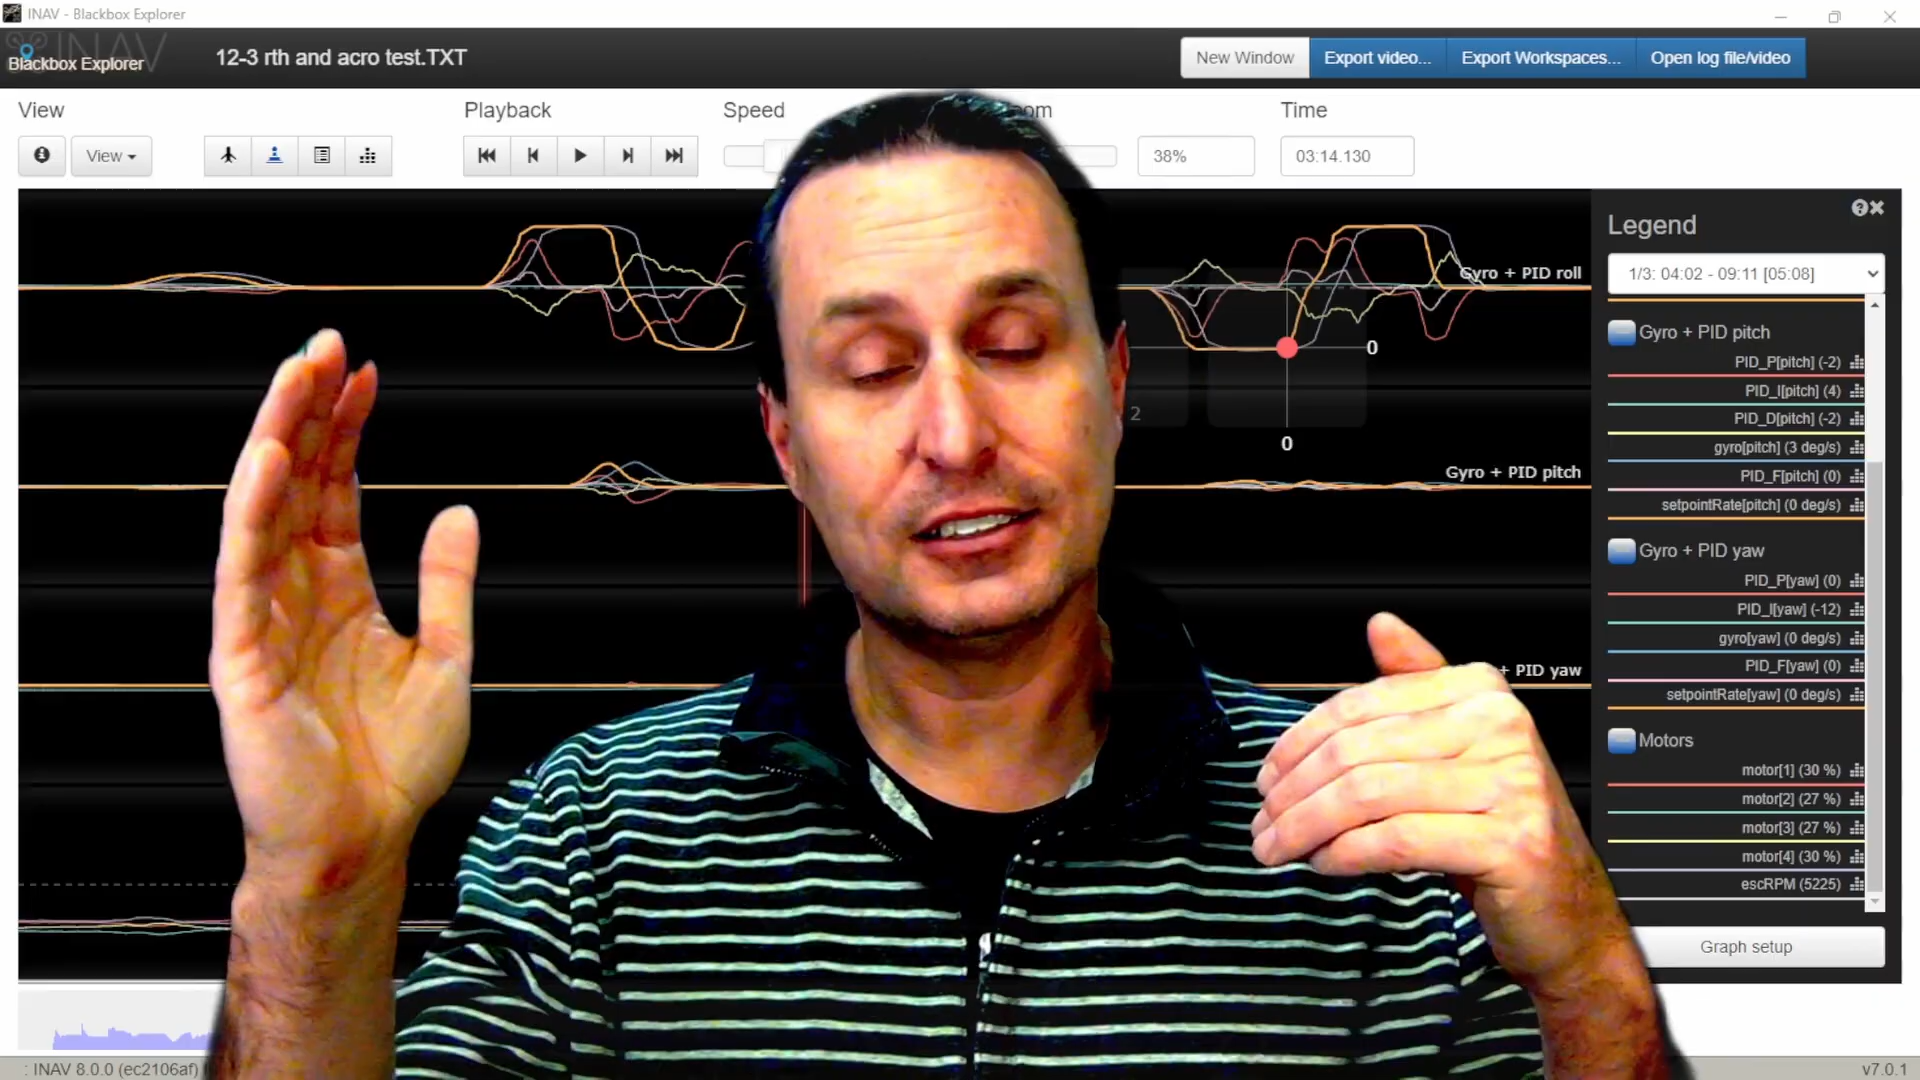 INAV - Blackbox Explorer
INAV
Blackbox Explorer
12-3 rth and acro test.TXT
New Window
Export video...
Export Workspaces...
Open log file/video
View
Playback
Speed
oom
Time
View
38%
03:14.130
Legend
1/3: 04:02 - 09:11 [05:08]
Gyro + PID roll
0
2
0
Gyro + PID pitch
+ PID yaw
Gyro + PID pitch
PID_P[pitch] (-2)
PID_I[pitch] (4)
PID_D[pitch] (-2)
gyro[pitch] (3 deg/s)
PID_F[pitch] (0)
setpointRate[pitch] (0 deg/s)
Gyro + PID yaw
PID_P[yaw] (0)
PID_I[yaw] (-12)
gyro[yaw] (0 deg/s)
PID_F[yaw] (0)
setpointRate[yaw] (0 deg/s)
Motors
motor[1] (30 %)
motor[2] (27 %)
motor[3] (27 %)
motor[4] (30 %)
escRPM (5225)
Graph setup
: INAV 8.0.0 (ec2106af)
v7.0.1